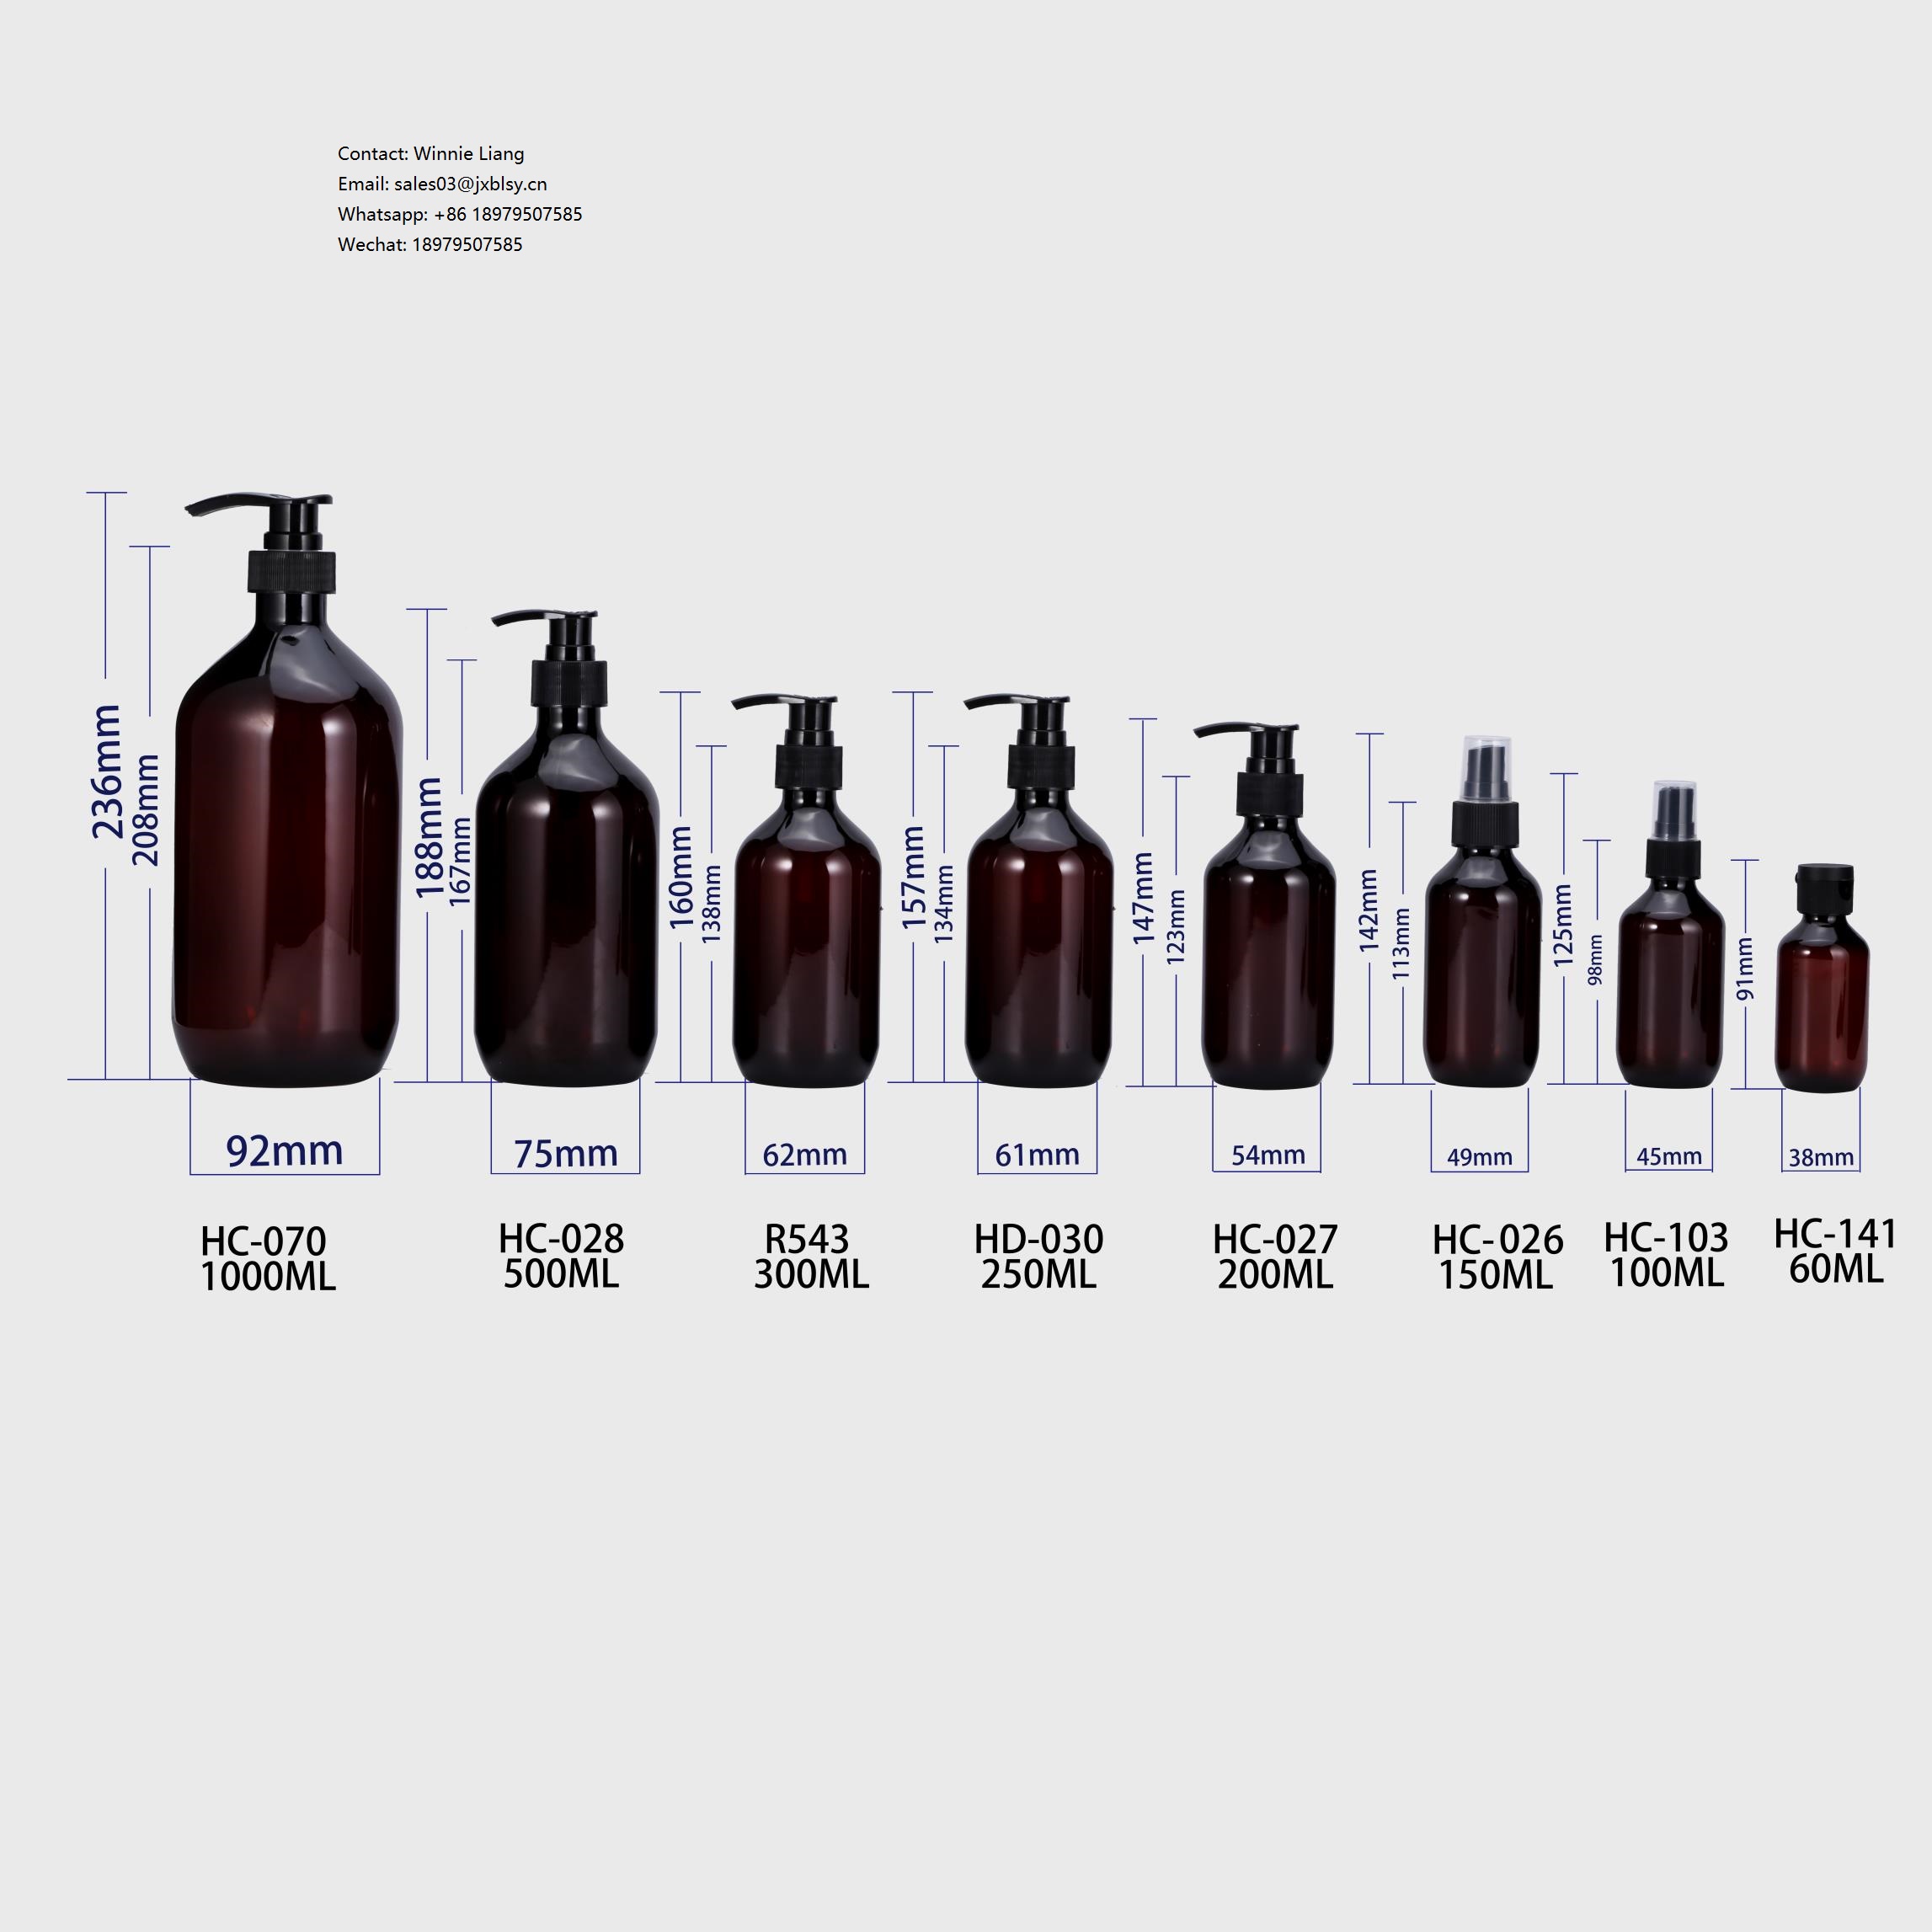 Contact: Winnie Liang
Email: sales03@jxblsy.cn
Whatsapp: +86 18979507585
Wechat: 18979507585
236mm
208mm
92mm
HC-070
1000ML
188mm
167mm
75mm
HC-028
500ML
160mm
138mm
62mm
R543
300ML
157mm
134mm
61mm
HD-030
250ML
147mm
123mm
54mm
HC-027
200ML
142mm
113mm
49mm
HC-026
150ML
125mm
98mm
45mm
HC-103
100ML
91mm
38mm
HC-141
60ML